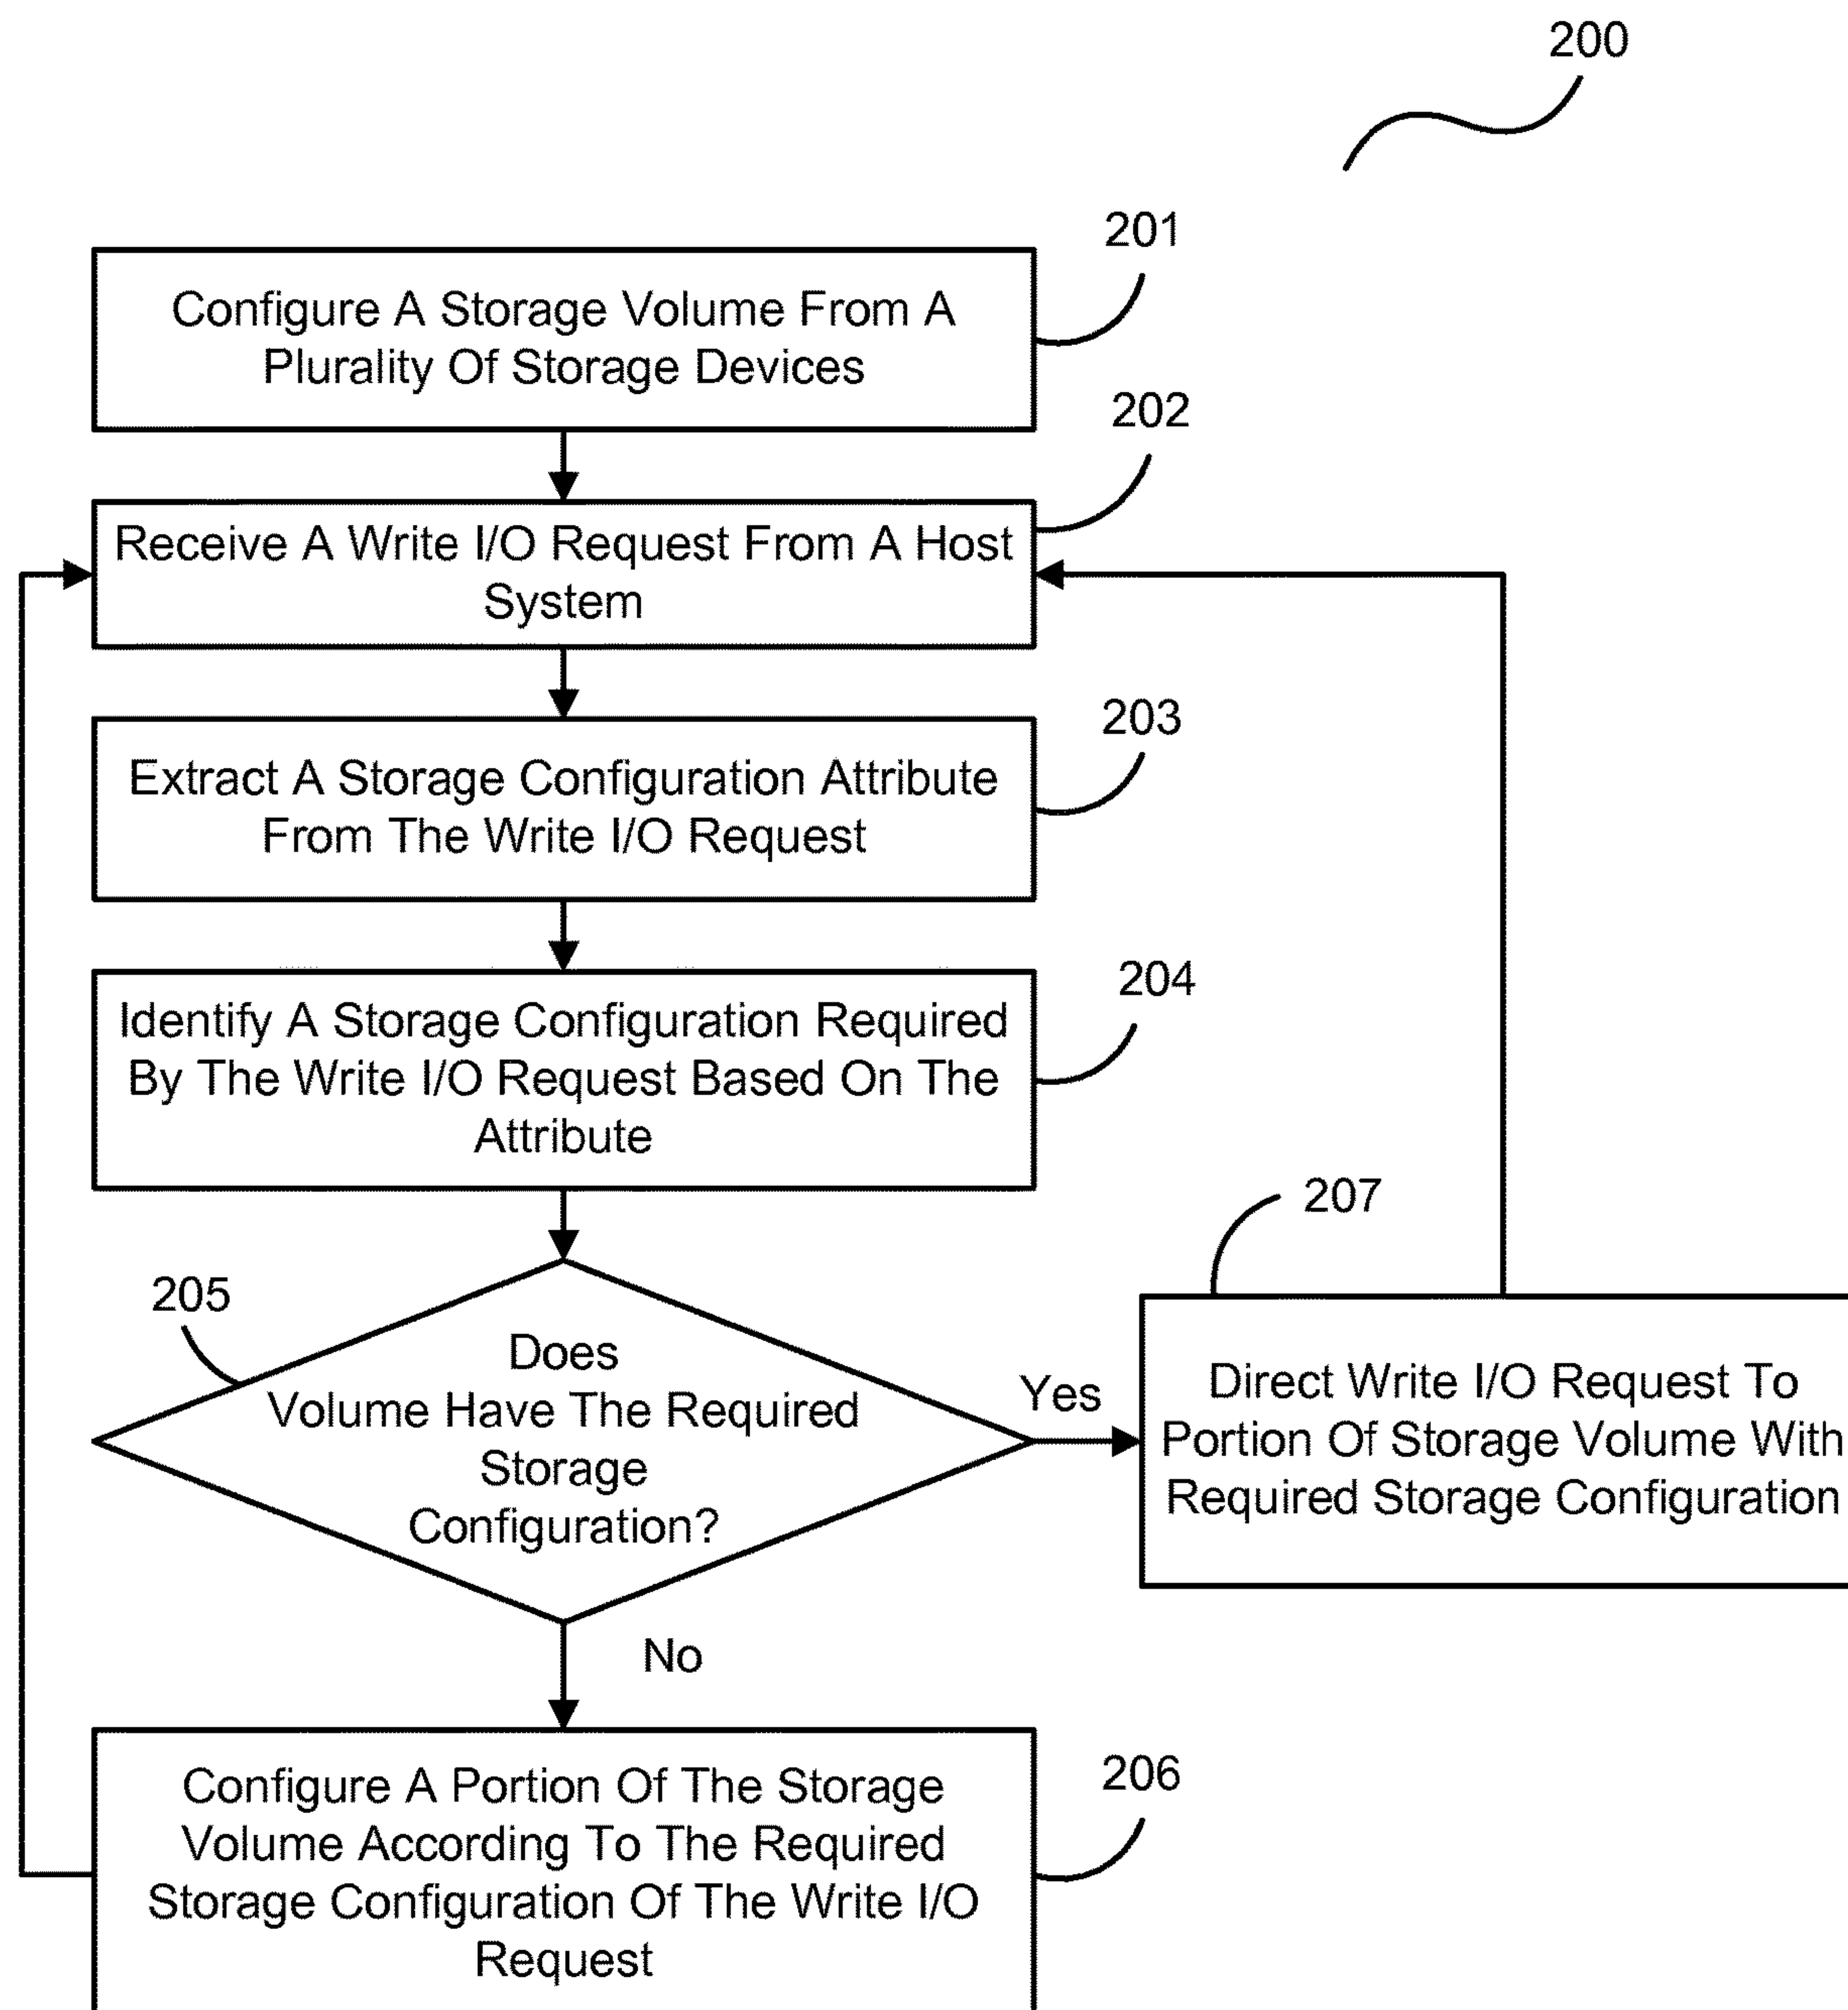 200
201
Configure A Storage Volume From A
Plurality Of Storage Devices
202
Receive A Write I/O Request From A Host
System
203
Extract A Storage Configuration Attribute
From The Write I/O Request
204
Identify A Storage Configuration Required
By The Write I/O Request Based On The
Attribute
207
205
Does
Volume Have The Required
Storage
Configuration?
Yes
Direct Write I/O Request To
Portion Of Storage Volume With
Required Storage Configuration
No
206
Configure A Portion Of The Storage
Volume According To The Required
Storage Configuration Of The Write I/O
Request